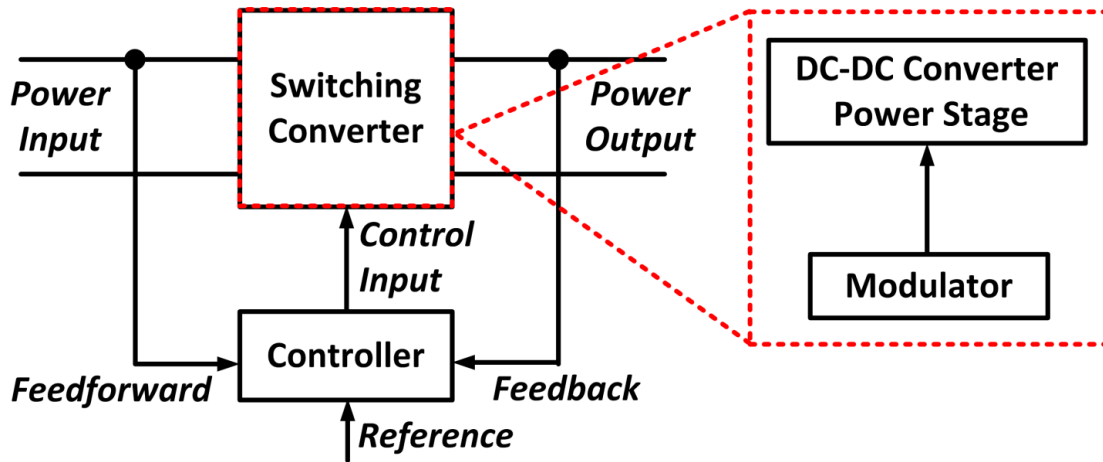 Power
Input
Switching
Converter
Power
Output
Control
Input
Controller
Feedforward
Feedback
Reference
DC-DC Converter
Power Stage
Modulator